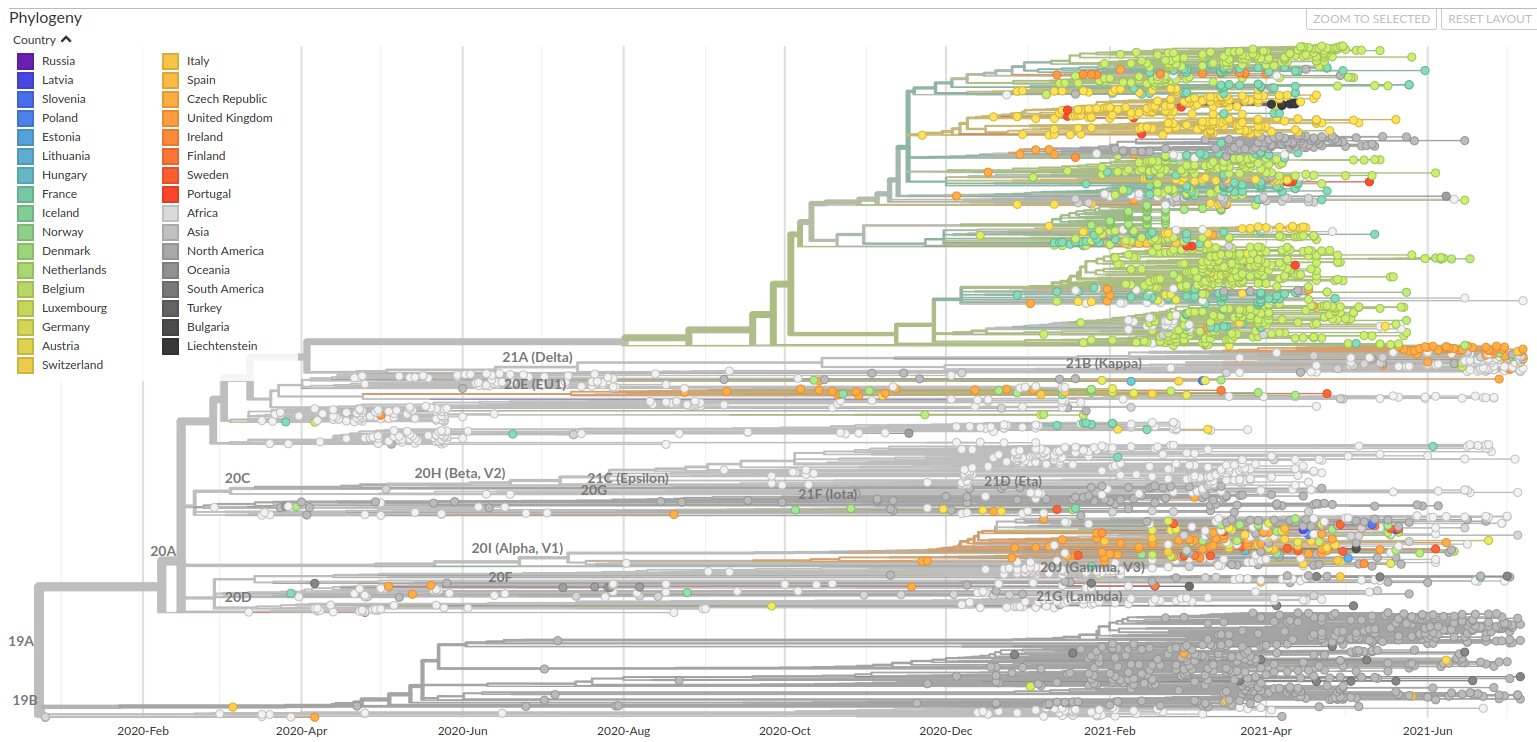 Phylogeny
ZOOM TO SELECTED
RESET LAYOUT
Country
Russia
Latvia
Slovenia
Poland
Estonia
Lithuania
Hungary
France
Iceland
Norway
Denmark
Netherlands
Belgium
Luxembourg
Germany
Austria
Switzerland
Italy
Spain
Czech Republic
United Kingdom
Ireland
Finland
Sweden
Portugal
Africa
Asia
North America
Oceania
South America
Turkey
Bulgaria
Liechtenstein
21A (Delta)
21B (Kappa)
20E (EU1)
20C
20H (Beta, V2)
21C (Epsilon)
21D (Eta)
20G
21F (Iota)
20A
20I (Alpha, V1)
20J (Gamma, V3)
20F
20D
21G (Lambda)
19A
19B
2020-Feb
2020-Apr
2020-Jun
2020-Aug
2020-Oct
2020-Dec
2021-Feb
2021-Apr
2021-Jun